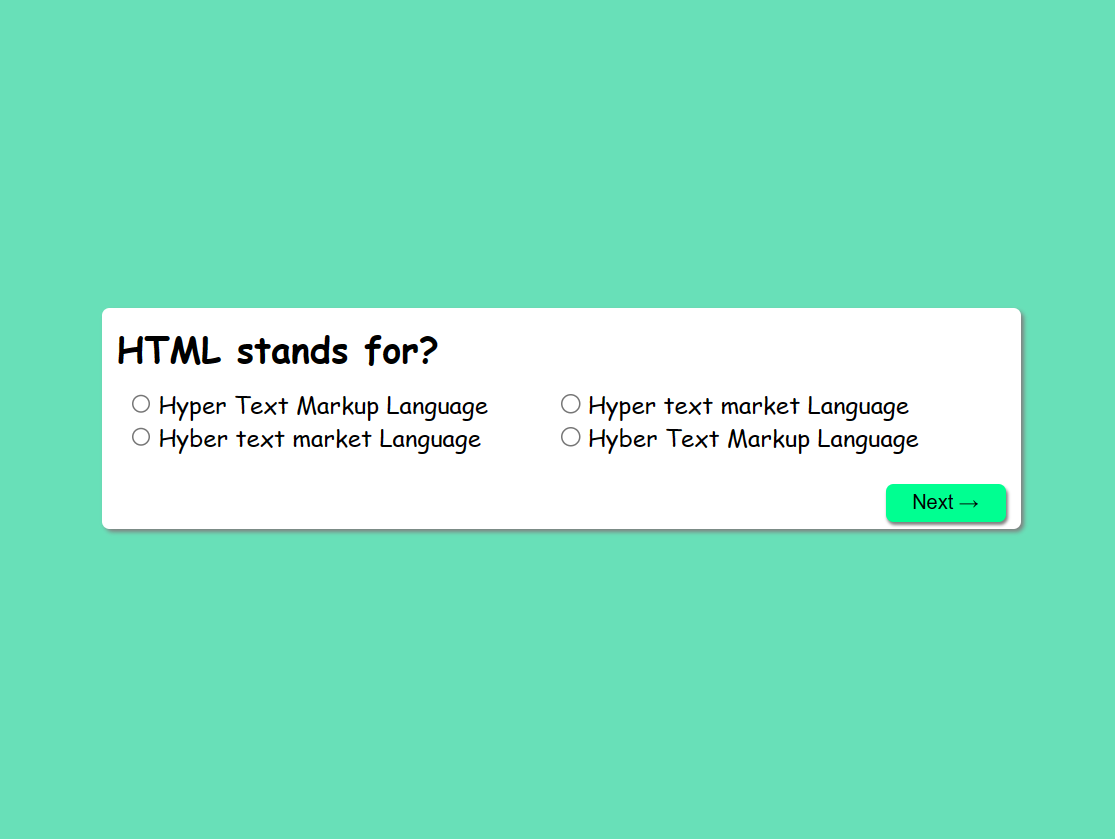 HTML stands for?
Hyper Text Markup Language
Hyper text market Language
Hyber text market Language
Hyber Text Markup Language
Next →